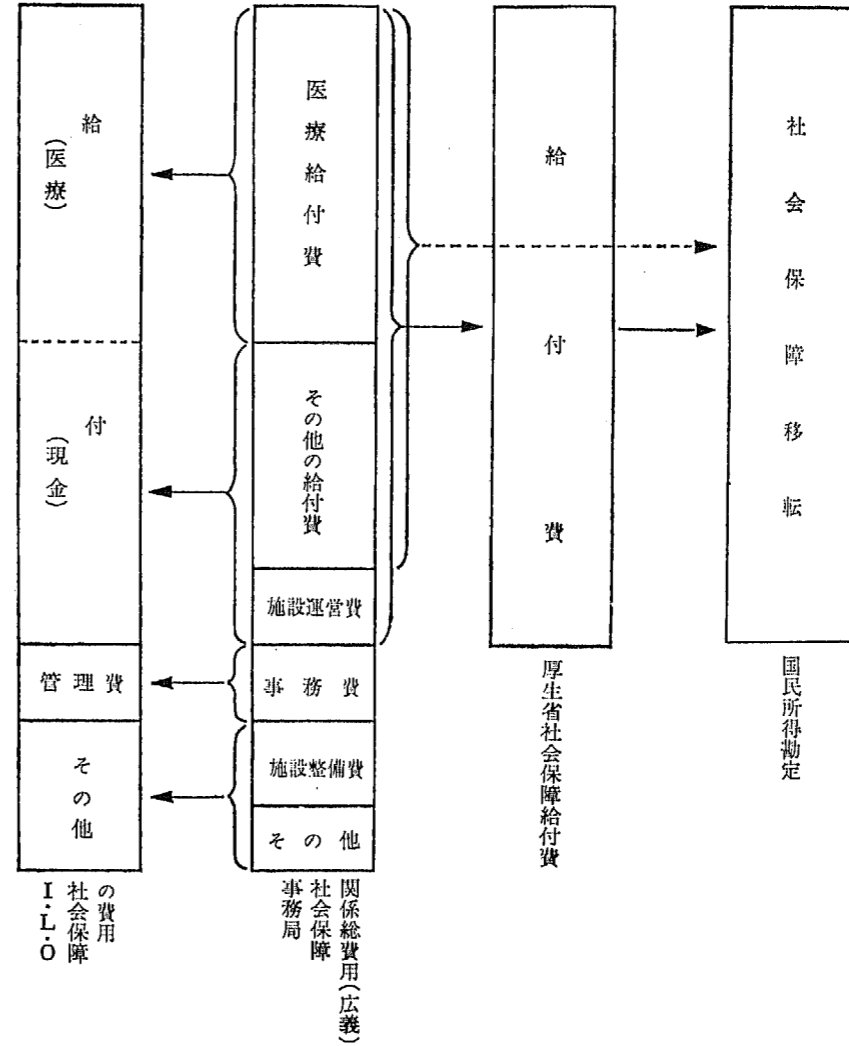 給付
(医療)
(現金)
管理費
その他
I・L・O
社会保障
の費用
医療給付費
その他の給付費
施設運営費
事務費
施設整備費
その他
事務局
社会保障
関係総費用(広義)
給付費
厚生省社会保障給付費
社会保障移転
国民所得勘定